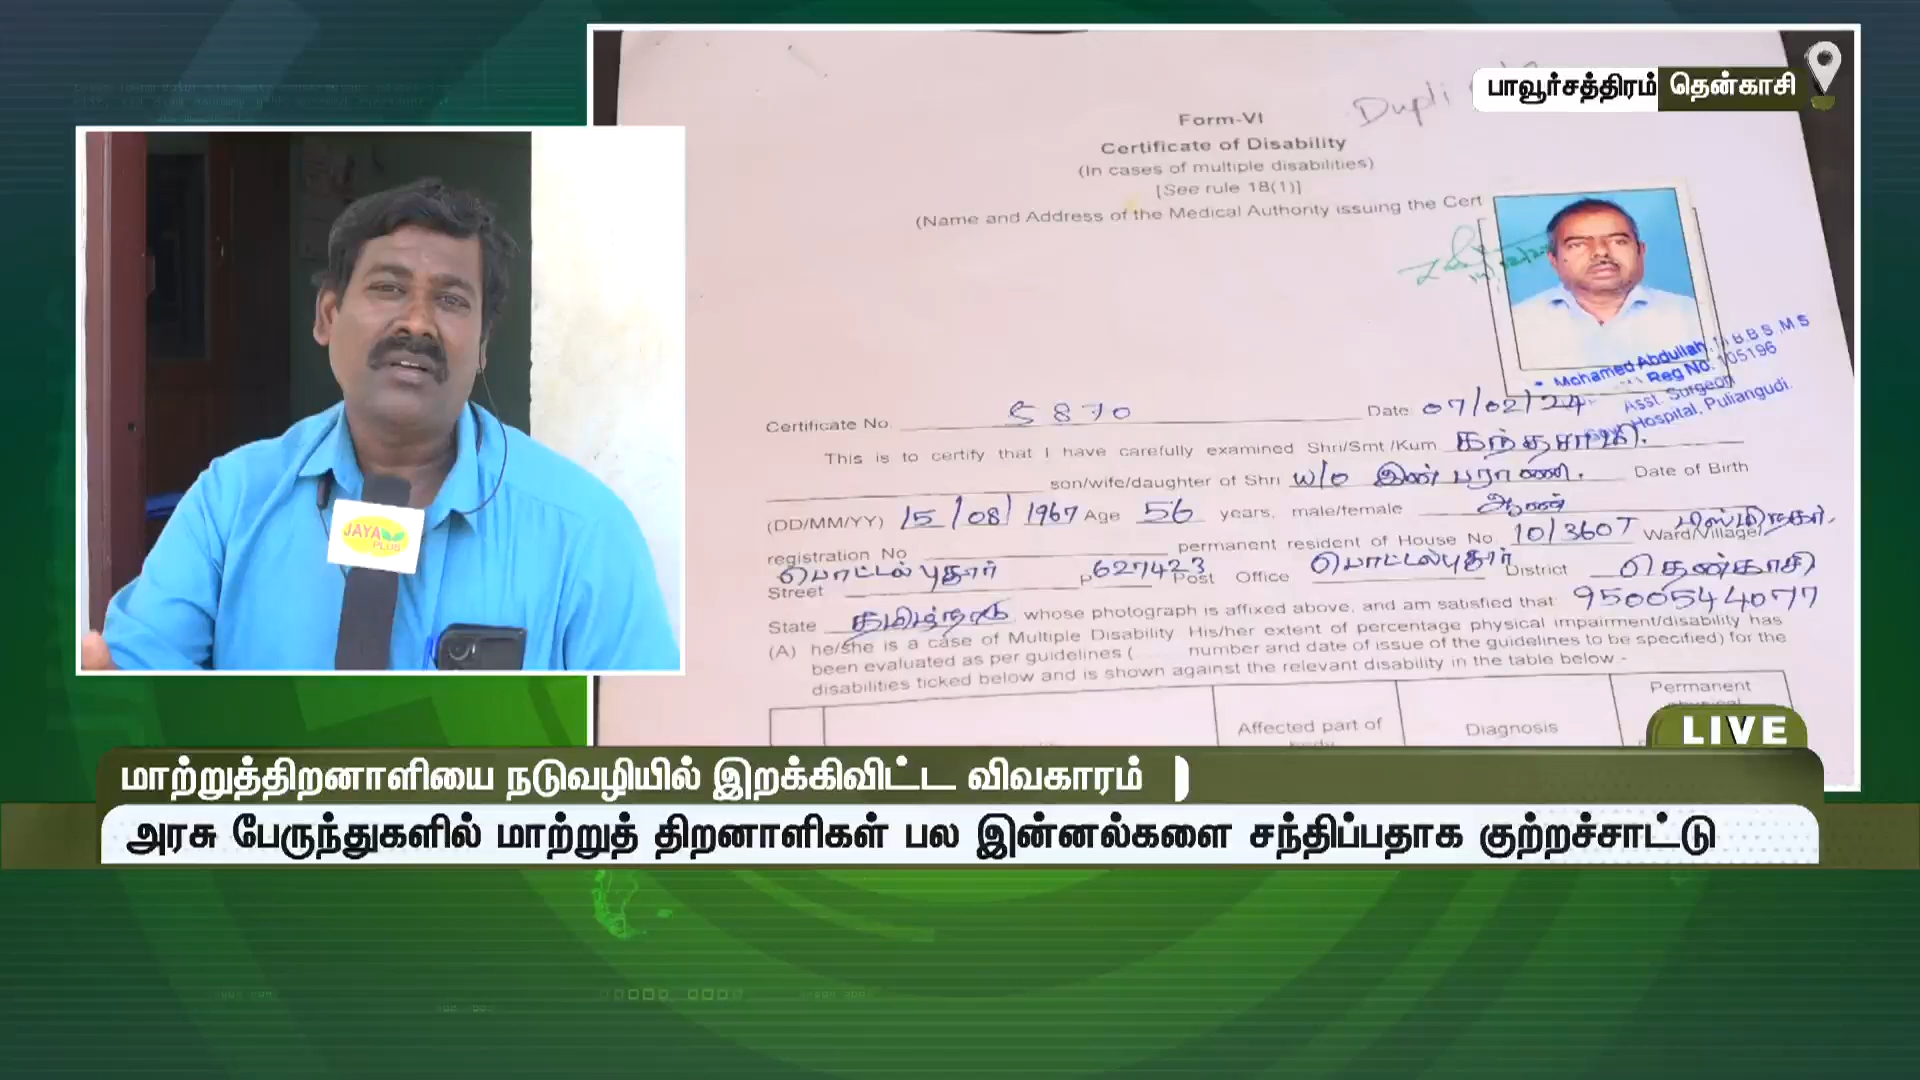 பாவூர்சத்திரம் தென்காசி
Form-VI
Certificate of Disability
(In cases of multiple disabilities)
[See rule 18(1)]
(Name and Address of the Medical Authority issuing the Cert
Mohamed Abdullah B.B.S., M S
Reg No: 105196
Asst. Surgeon
Hospital, Puliangudi.
Certificate No. 5870 Date 07/02/24
This is to certify that I have carefully examined Shri/Smt /Kum கந்தசாமி.
son/wife/daughter of Shri Date of Birth
(DD/MM/YY) 15/08/1967 Age 56 years, male/female ஆண்
registration No permanent resident of House No 10/360T Ward/Village/
Street பொட்டல்புதூர் P627423 Post Office பொட்டல்புதூர் District தென்காசி
State தமிழ்நாடு whose photograph is affixed above, and am satisfied that 9500544077
(A) he/she is a case of Multiple Disability His/her extent of percentage physical impairment/disability has
been evaluated as per guidelines ( number and date of issue of the guidelines to be specified) for the
disabilities ticked below and is shown against the relevant disability in the table below -
Affected part of Diagnosis Permanent
JAYA PLUS
LIVE
மாற்றுத்திறனாளியை நடுவழியில் இறக்கிவிட்ட விவகாரம்
அரசு பேருந்துகளில் மாற்றுத் திறனாளிகள் பல இன்னல்களை சந்திப்பதாக குற்றச்சாட்டு